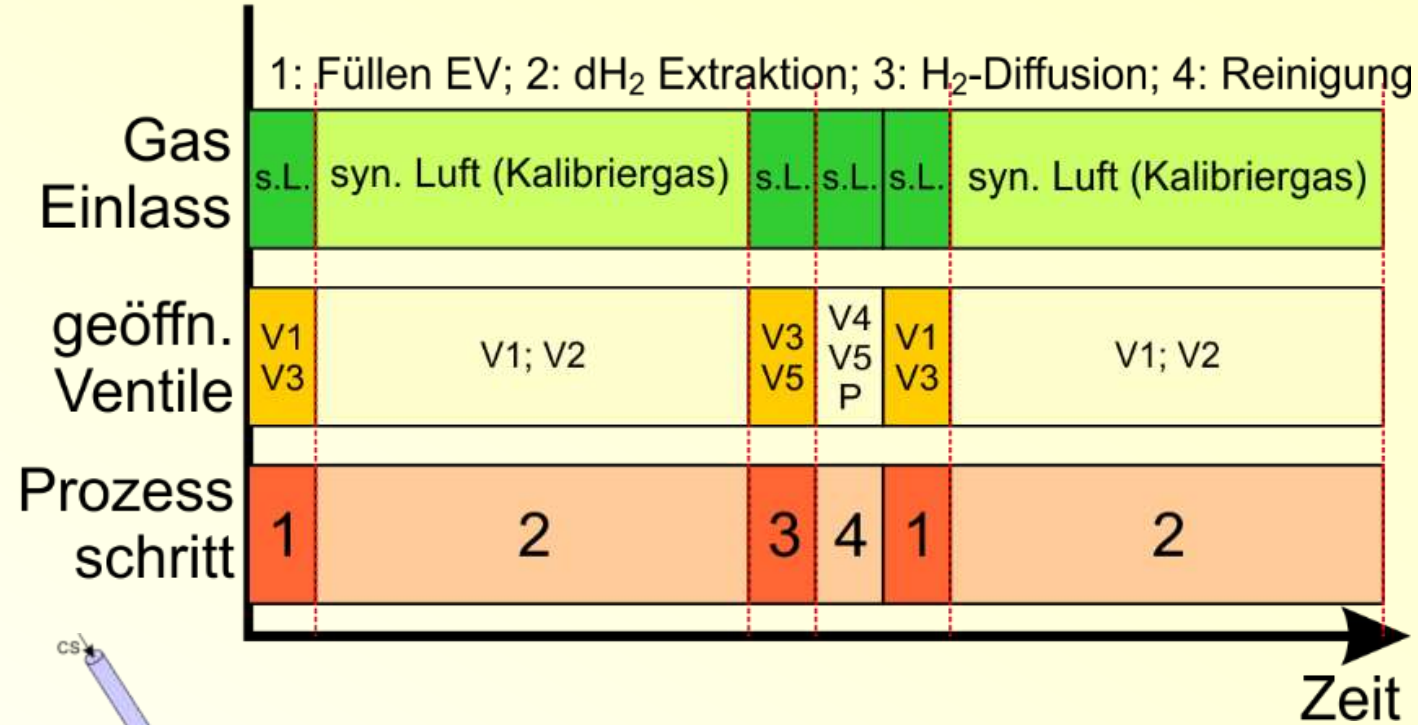 1: Füllen EV; 2: dH₂ Extraktion; 3: H₂-Diffusion; 4: Reinigung
Gas
Einlass
s.L.
syn. Luft (Kalibriergas)
s.L.
s.L.
s.L.
syn. Luft (Kalibriergas)
geöffn.
Ventile
V1
V3
V1; V2
V3
V5
V4
V5
P
V1
V3
V1; V2
Prozess
schritt
1
2
3
4
1
2
cs
Zeit